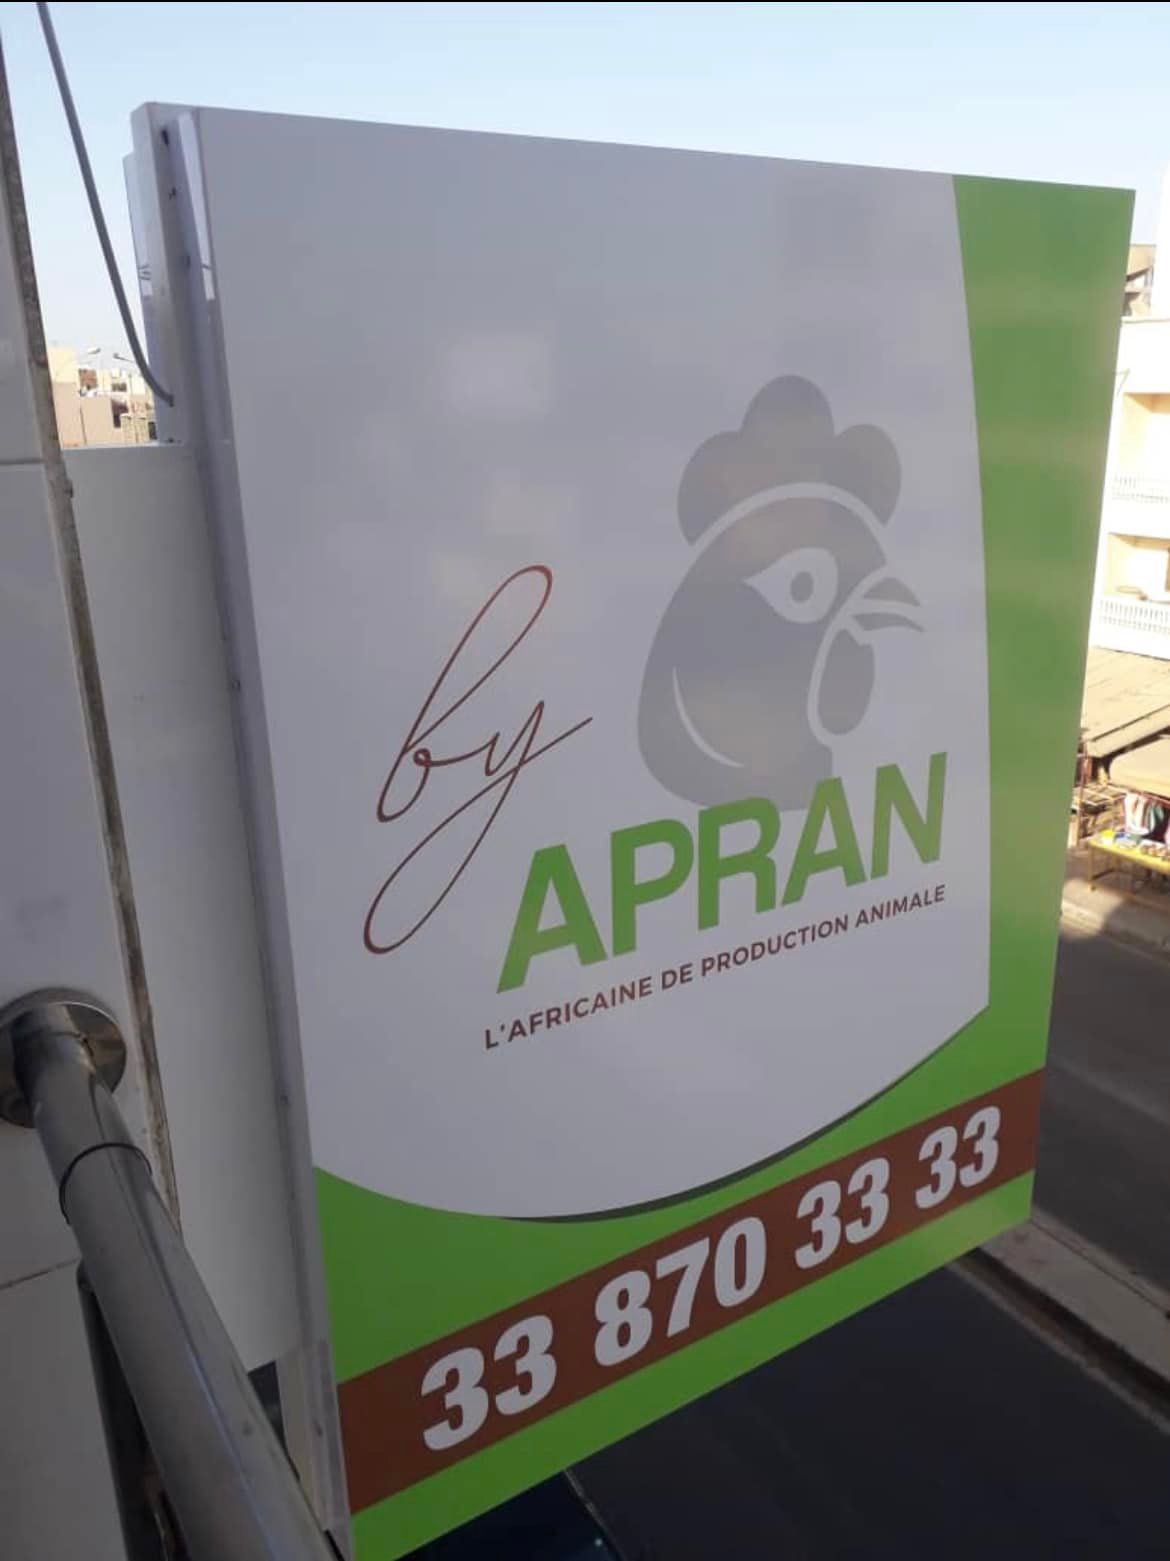 by
APRAN
L'AFRICAINE DE PRODUCTION ANIMALE
33 870 33 33